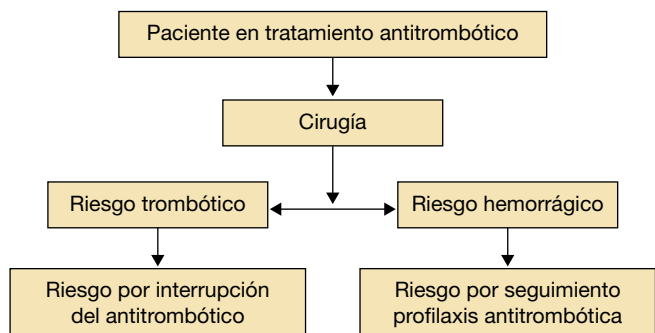 Paciente en tratamiento antitrombótico
Cirugía
Riesgo trombótico
Riesgo hemorrágico
Riesgo por interrupción
del antitrombótico
Riesgo por seguimiento
profilaxis antitrombótica